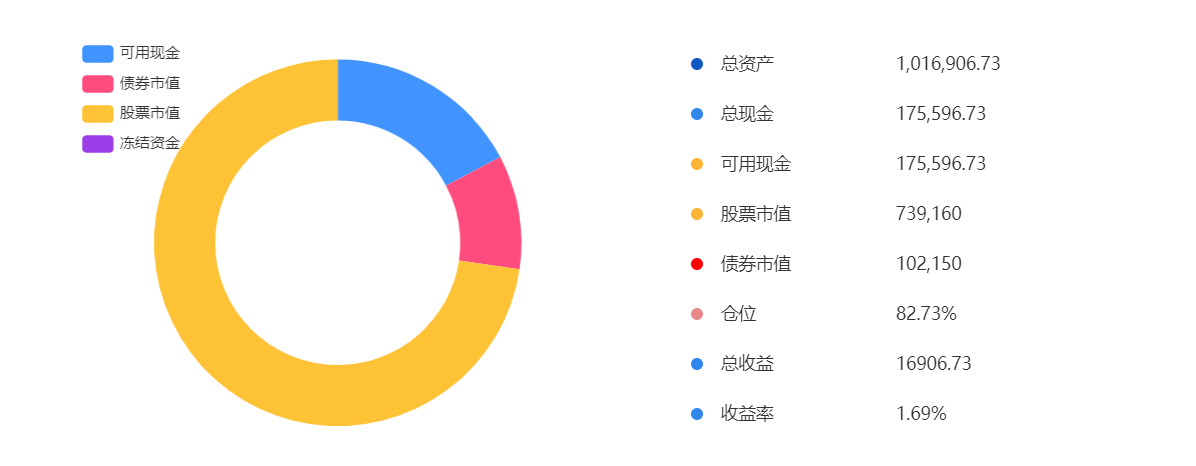 可用现金
债券市值
股票市值
冻结资金
总资产 1,016,906.73
总现金 175,596.73
可用现金 175,596.73
股票市值 739,160
债券市值 102,150
仓位 82.73%
总收益 16906.73
收益率 1.69%